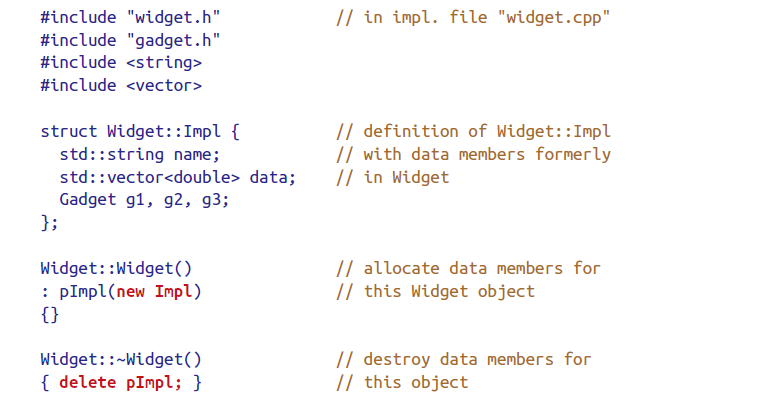 #include "widget.h"            // in impl. file "widget.cpp"
#include "gadget.h"
#include <string>
#include <vector>

struct Widget::Impl {          // definition of Widget::Impl
  std::string name;            // with data members formerly
  std::vector<double> data;    // in Widget
  Gadget g1, g2, g3;
};

Widget::Widget()               // allocate data members for
: pImpl(new Impl)              // this Widget object
{}

Widget::~Widget()              // destroy data members for
{ delete pImpl; }              // this object